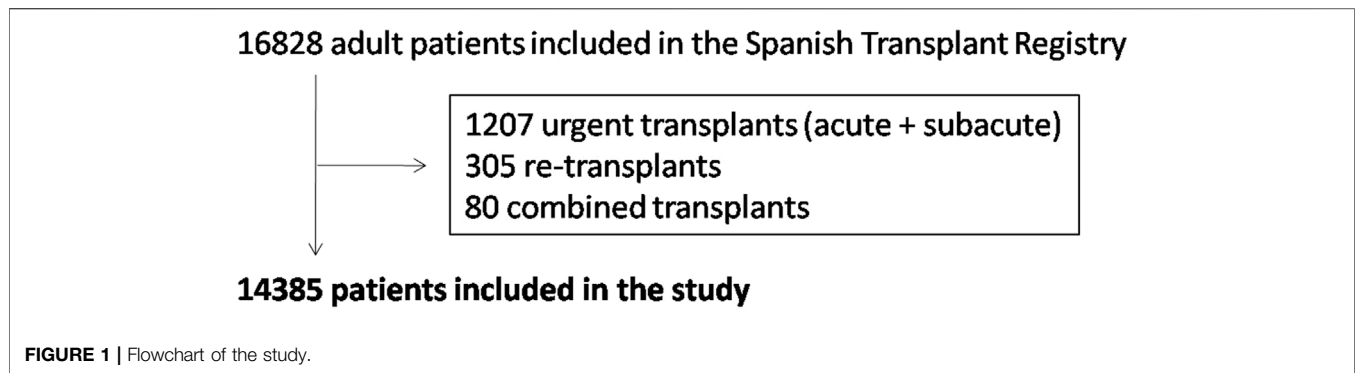 16828 adult patients included in the Spanish Transplant Registry
1207 urgent transplants (acute + subacute)
305 re-transplants
80 combined transplants
14385 patients included in the study
FIGURE 1 | Flowchart of the study.